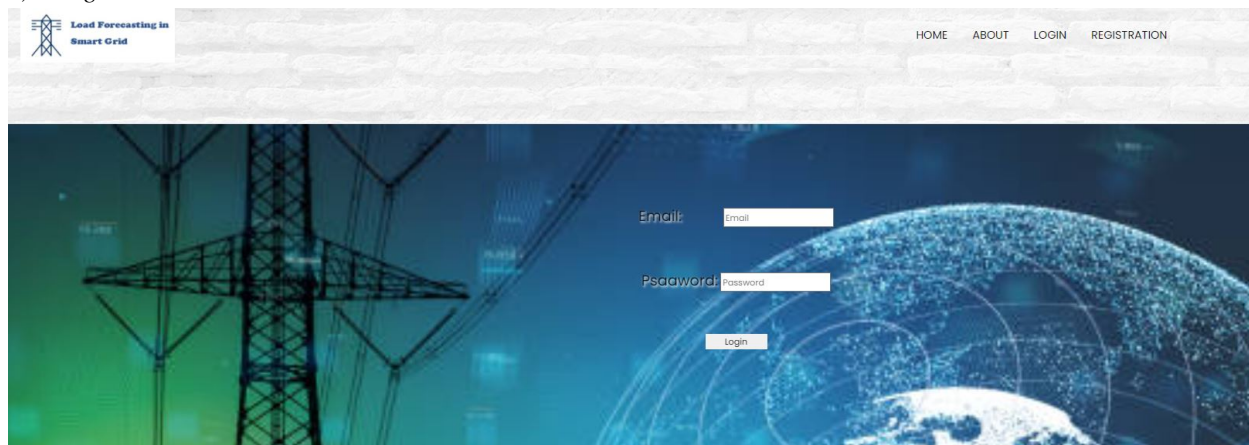 Load Forecasting in
Smart Grid
HOME ABOUT LOGIN REGISTRATION
Email: Email
Psaaword: Password
Login